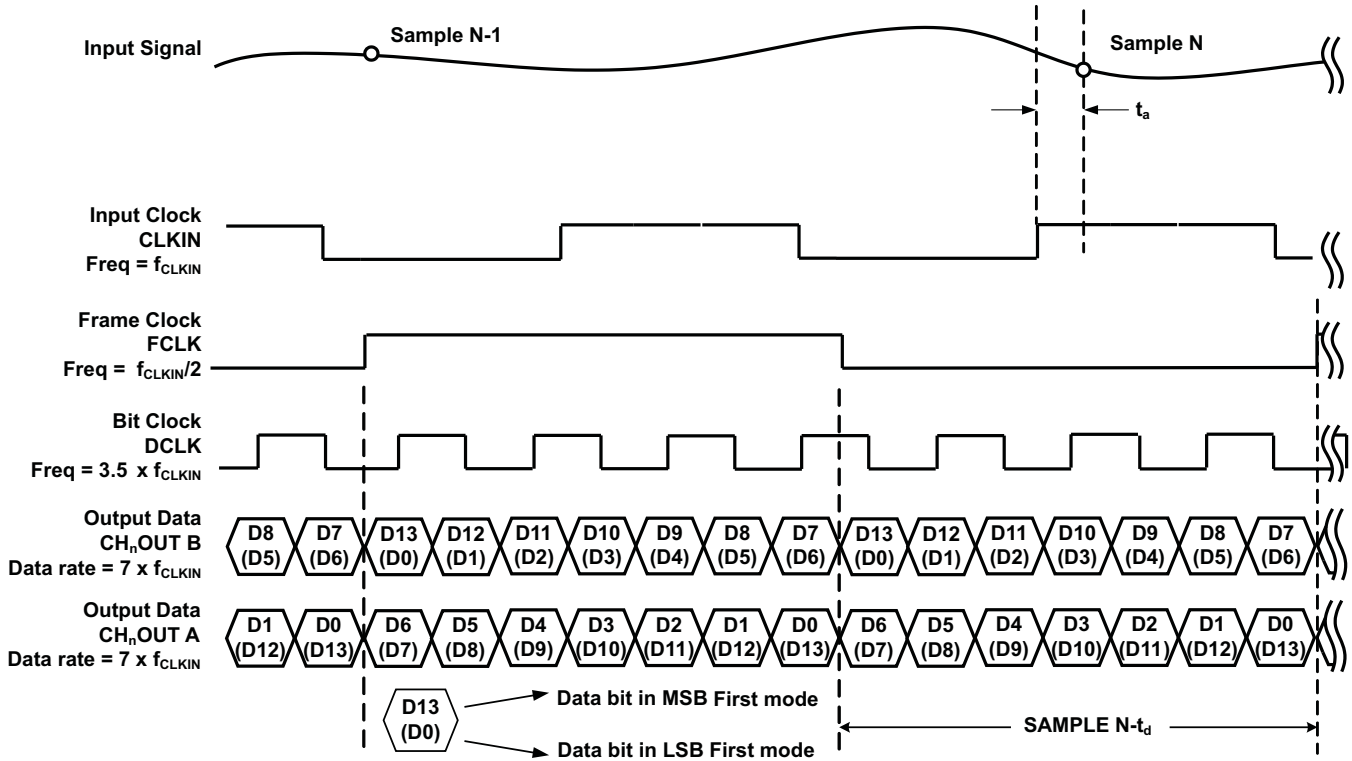 Input Signal
Sample N-1
Sample N
ta
Input Clock
CLKIN
Freq = fCLKIN
Frame Clock
FCLK
Freq = fCLKIN/2
Bit Clock
DCLK
Freq = 3.5 x fCLKIN
Output Data
CHnOUT B
Data rate = 7 x fCLKIN
D8 D7 D13 D12 D11 D10 D9 D8 D7 D13 D12 D11 D10 D9 D8 D7
(D5) (D6) (D0) (D1) (D2) (D3) (D4) (D5) (D6) (D0) (D1) (D2) (D3) (D4) (D5) (D6)
Output Data
CHnOUT A
Data rate = 7 x fCLKIN
D1 D0 D6 D5 D4 D3 D2 D1 D0 D6 D5 D4 D3 D2 D1 D0
(D12) (D13) (D7) (D8) (D9) (D10) (D11) (D12) (D13) (D7) (D8) (D9) (D10) (D11) (D12) (D13)
D13
(D0)
Data bit in MSB First mode
Data bit in LSB First mode
SAMPLE N-td